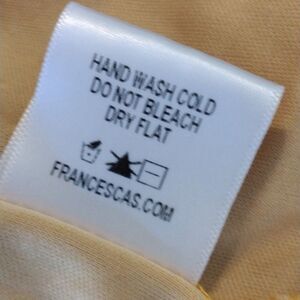 HAND WASH COLD
DO NOT BLEACH
DRY FLAT
FRANCESCAS.COM